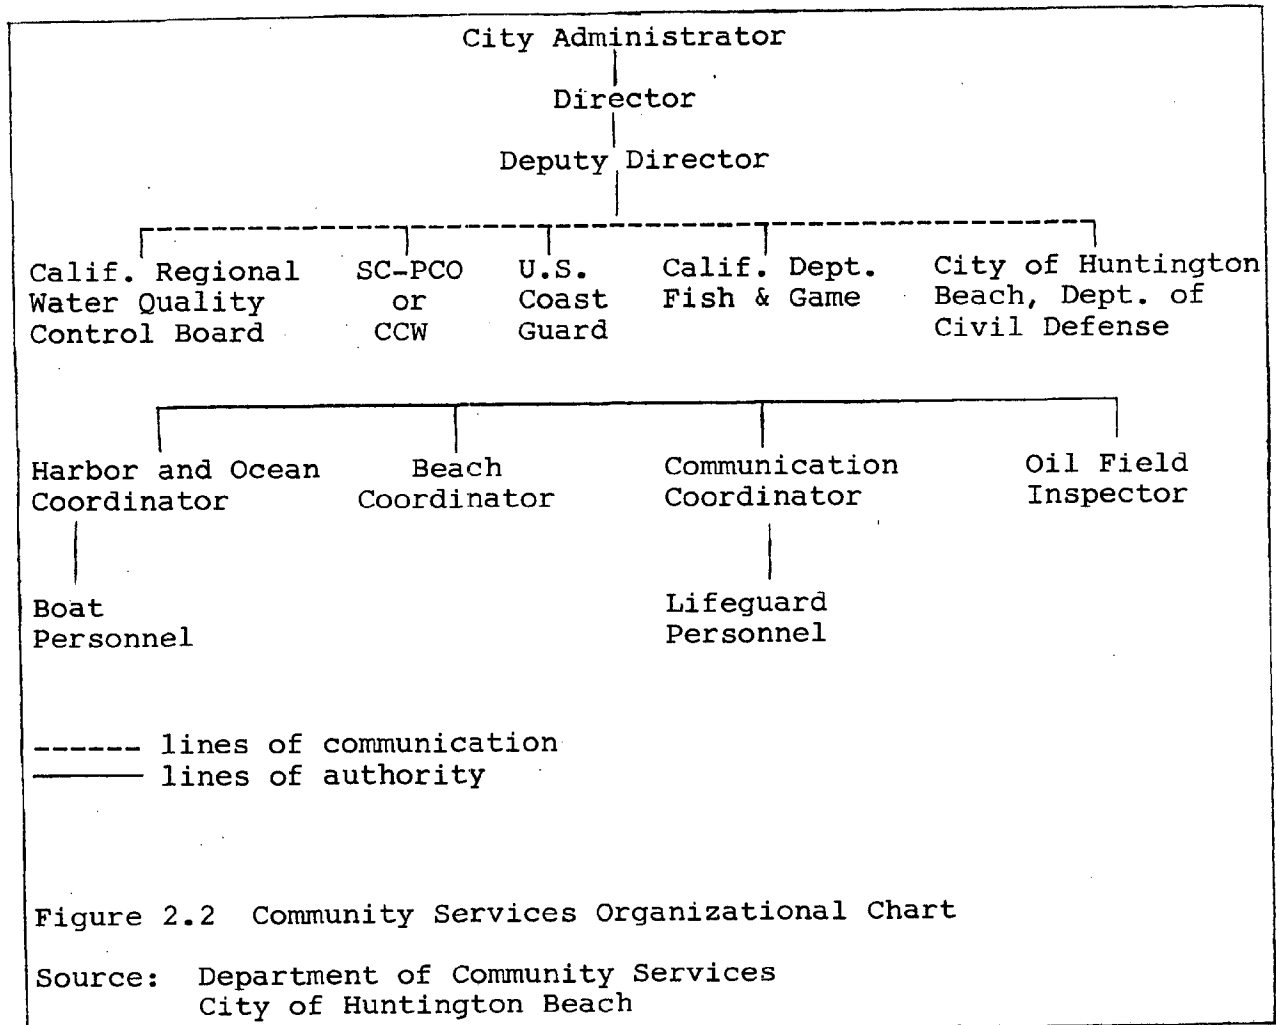 City Administrator
Director
Deputy Director
Calif. Regional
Water Quality
Control Board
SC-PCO
or
CCW
U.S.
Coast
Guard
Calif. Dept.
Fish & Game
City of Huntington
Beach, Dept. of
Civil Defense
Harbor and Ocean
Coordinator
Beach
Coordinator
Communication
Coordinator
Oil Field
Inspector
Boat
Personnel
Lifeguard
Personnel
------ lines of communication
lines of authority
Figure 2.2 Community Services Organizational Chart
Source: Department of Community Services
City of Huntington Beach